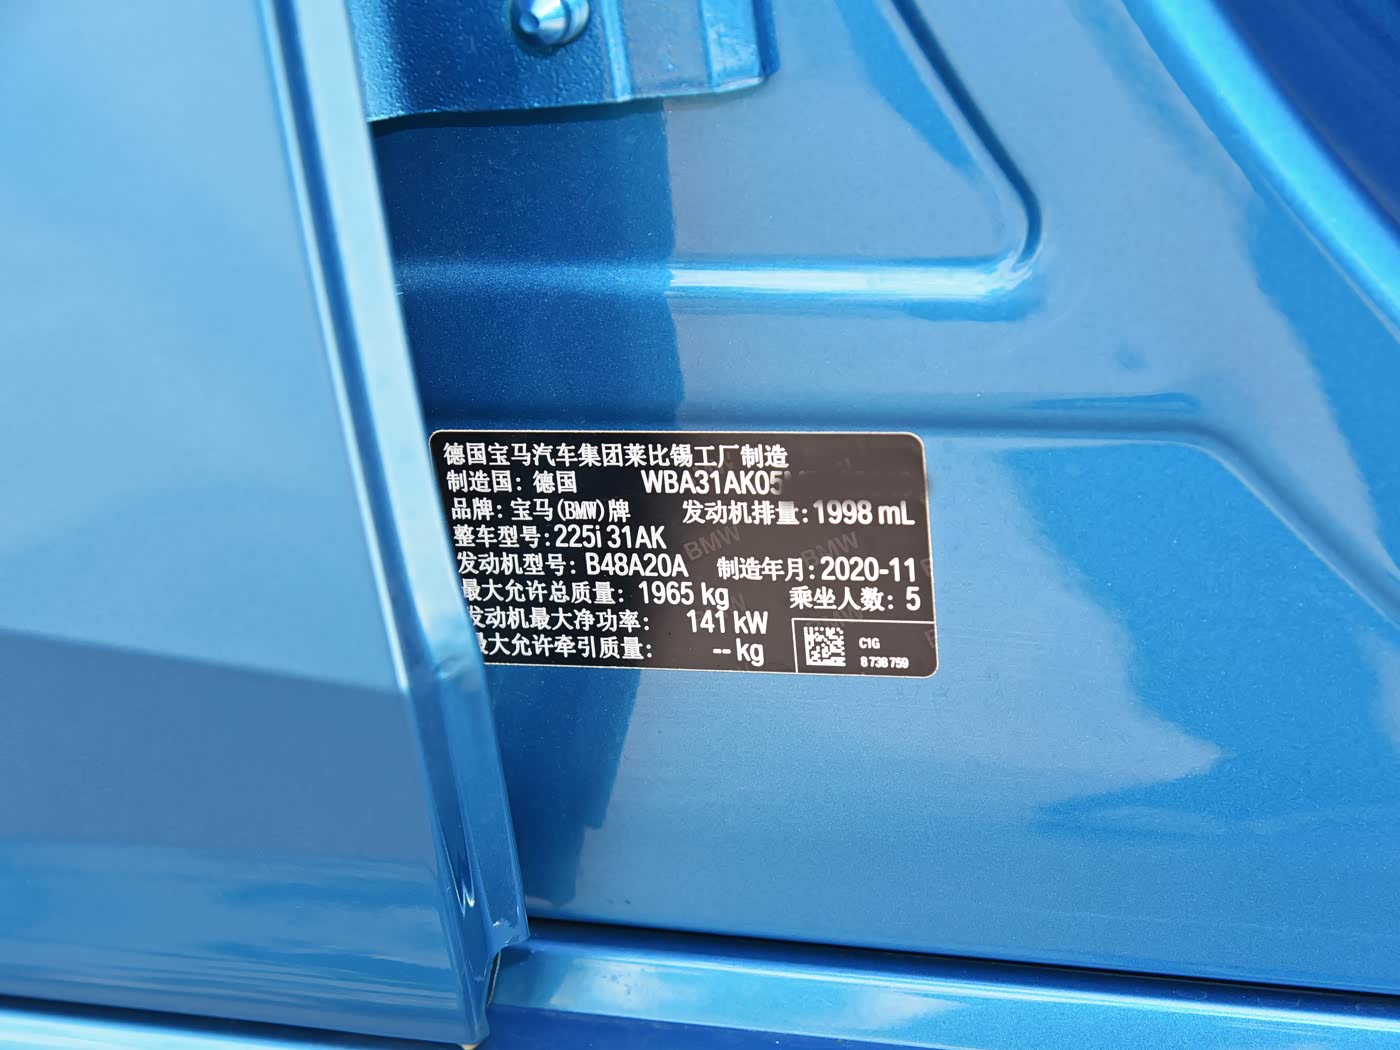 德国宝马汽车集团莱比锡工厂制造
制造国：德国 WBA31AK05
品牌：宝马(BMW)牌 发动机排量：1998 mL
整车型号：225i 31AK
发动机型号：B48A20A 制造年月：2020-11
最大允许总质量：1965 kg 乘坐人数：5
发动机最大净功率：141 kW
最大允许牵引质量：-- kg
C1G
8 738 759